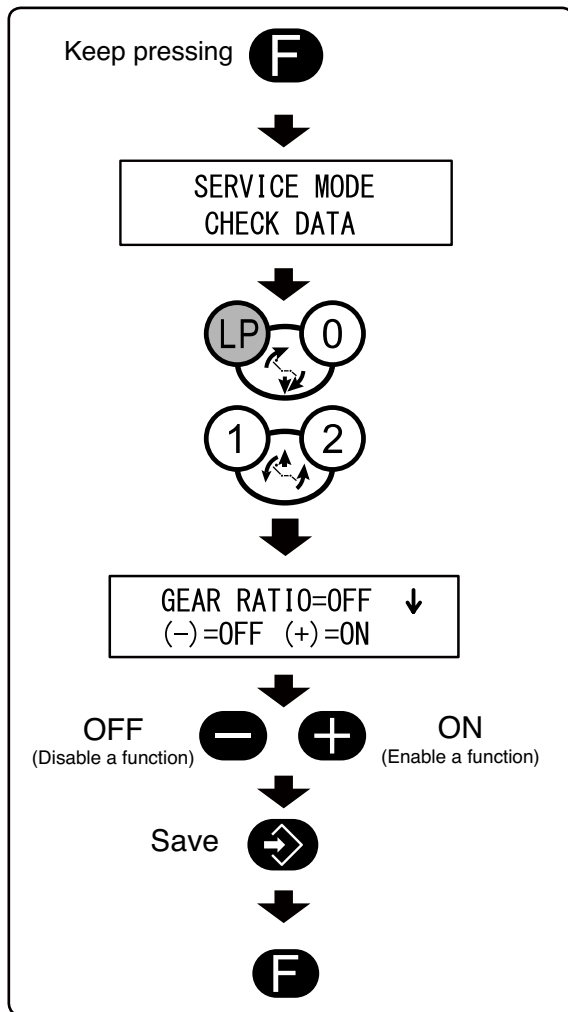 Keep pressing F
SERVICE MODE
CHECK DATA
LP 0
1 2
GEAR RATIO=OFF ↓
(-)=OFF (+)=ON
OFF − + ON
(Disable a function) (Enable a function)
Save
F